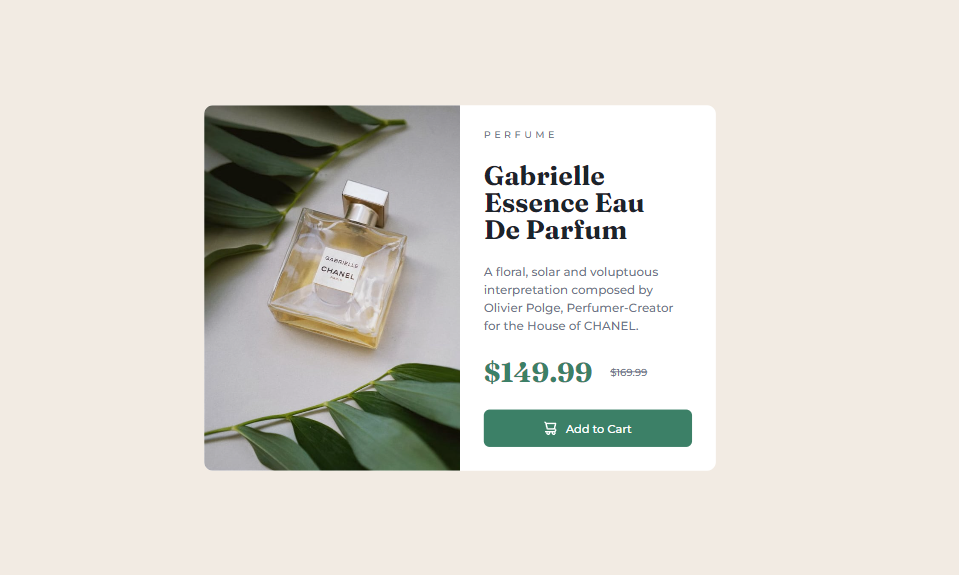 GABRIELLE
CHANEL
PARIS
PERFUME
Gabrielle
Essence Eau
De Parfum
A floral, solar and voluptuous
interpretation composed by
Olivier Polge, Perfumer-Creator
for the House of CHANEL.
$149.99 $169.99
Add to Cart